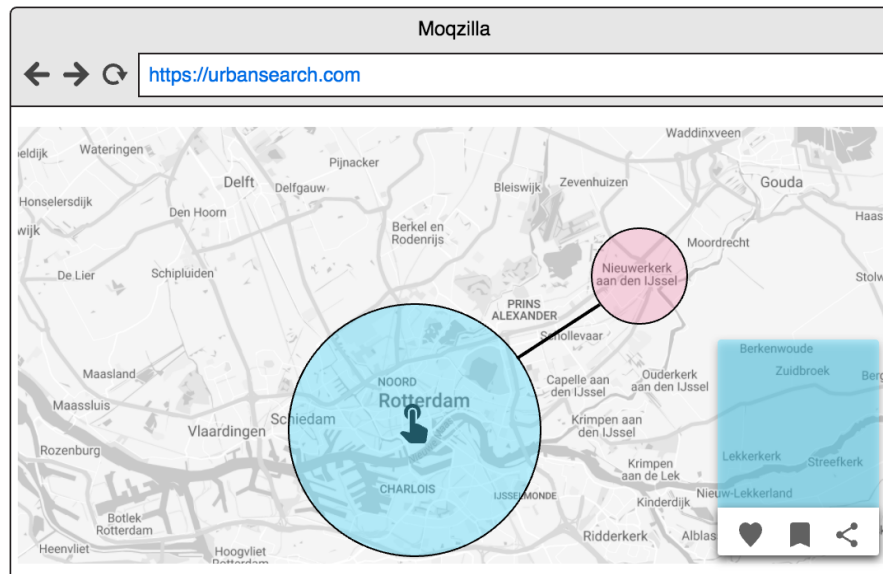 Moqzilla
https://urbansearch.com
Waddinxveen
Wateringen
Pijnacker
Delft
Delfgauw
Bleiswijk
Zevenhuizen
Gouda
Honselersdijk
Den Hoorn
Berkel en
Rodenrijs
wijk
Haas
Moordrecht
De Lier
Schipluiden
Nieuwerkerk
aan den IJssel
Stolw
PRINS
ALEXANDER
Schollevaar
Berkenwoude
Maasland
NOORD
Capelle aan
den IJssel
Ouderkerk
aan den IJssel
Zuidbroek
Berg
Maassluis
Rotterdam
Schiedam
Vlaardingen
Krimpen aan
den IJssel
Rozenburg
Krimpen
aan de Lek
Lekkerkerk
Streefkerk
CHARLOIS
IJSSELMONDE
Nieuw-Lekkerland
Kinderdijk
Botlek
Rotterdam
Ridderkerk
Alblas
Heenvliet
Hoogvliet
Rotterdam